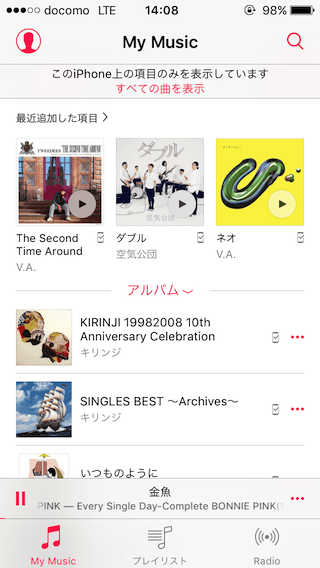 docomo LTE 14:08 98%
My Music
このiPhone上の項目のみを表示しています
すべての曲を表示
最近追加した項目
TWEEDEES THE SECOND TIME AROUND
ダブル
空気公団
The Second
Time Around
V.A.
ダブル
空気公団
ネオ
V.A.
アルバム
KIRINJI 19982008 10th
Anniversary Celebration
キリンジ
SINGLES BEST 〜Archives〜
キリンジ
いつものように
金魚
PINK — Every Single Day-Complete BONNIE PINK(1
My Music
プレイリスト
Radio